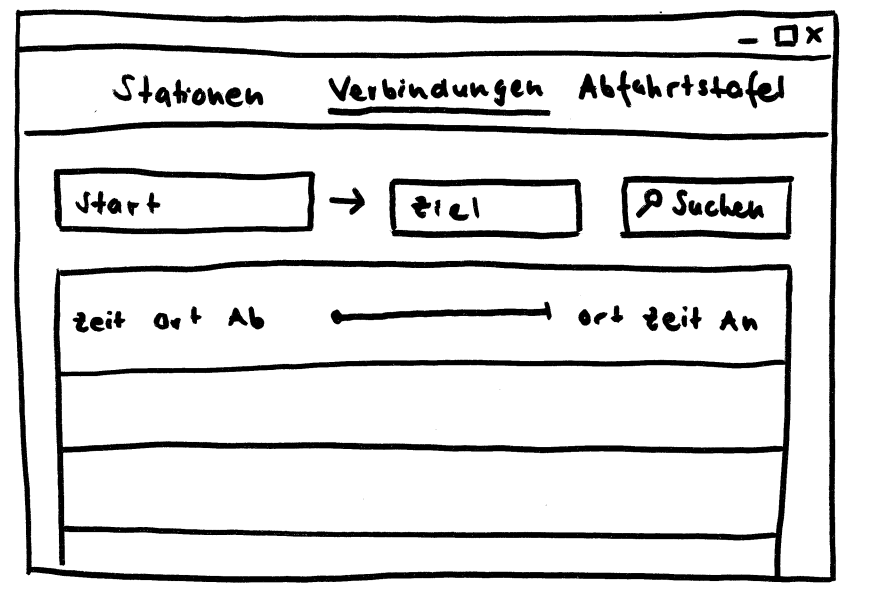 Stationen Verbindungen Abfahrtstafel
Start → Ziel Suchen
Zeit Ort Ab Ort Zeit An